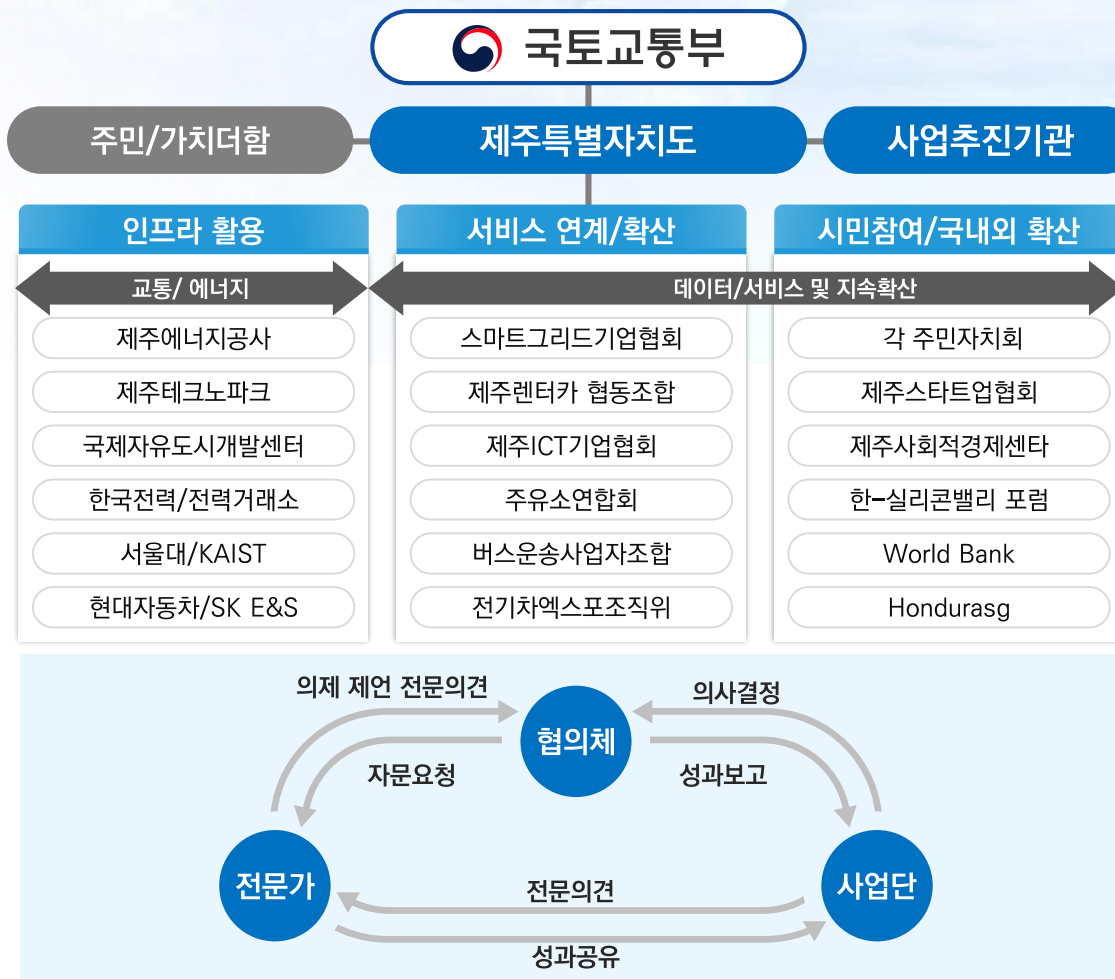 국토교통부
주민/가치더함
제주특별자치도
사업추진기관
인프라 활용
서비스 연계/확산
시민참여/국내외 확산
교통/ 에너지
데이터/서비스 및 지속확산
제주에너지공사
제주테크노파크
국제자유도시개발센터
한국전력/전력거래소
서울대/KAIST
현대자동차/SK E&S
스마트그리드기업협회
제주렌터카 협동조합
제주ICT기업협회
주유소연합회
버스운송사업자조합
전기차엑스포조직위
각 주민자치회
제주스타트업협회
제주사회적경제센타
한-실리콘밸리 포럼
World Bank
Hondurasg
의제 제언 전문의견
의사결정
협의체
자문요청
성과보고
전문가
사업단
전문의견
성과공유